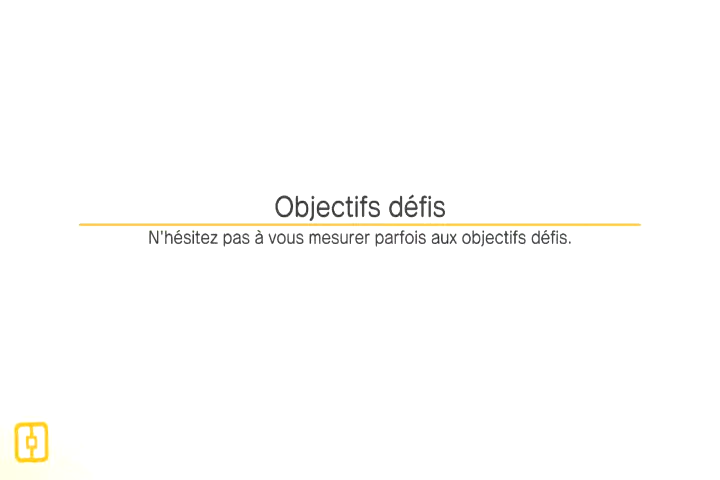 Objectifs défis
N'hésitez pas à vous mesurer parfois aux objectifs défis.